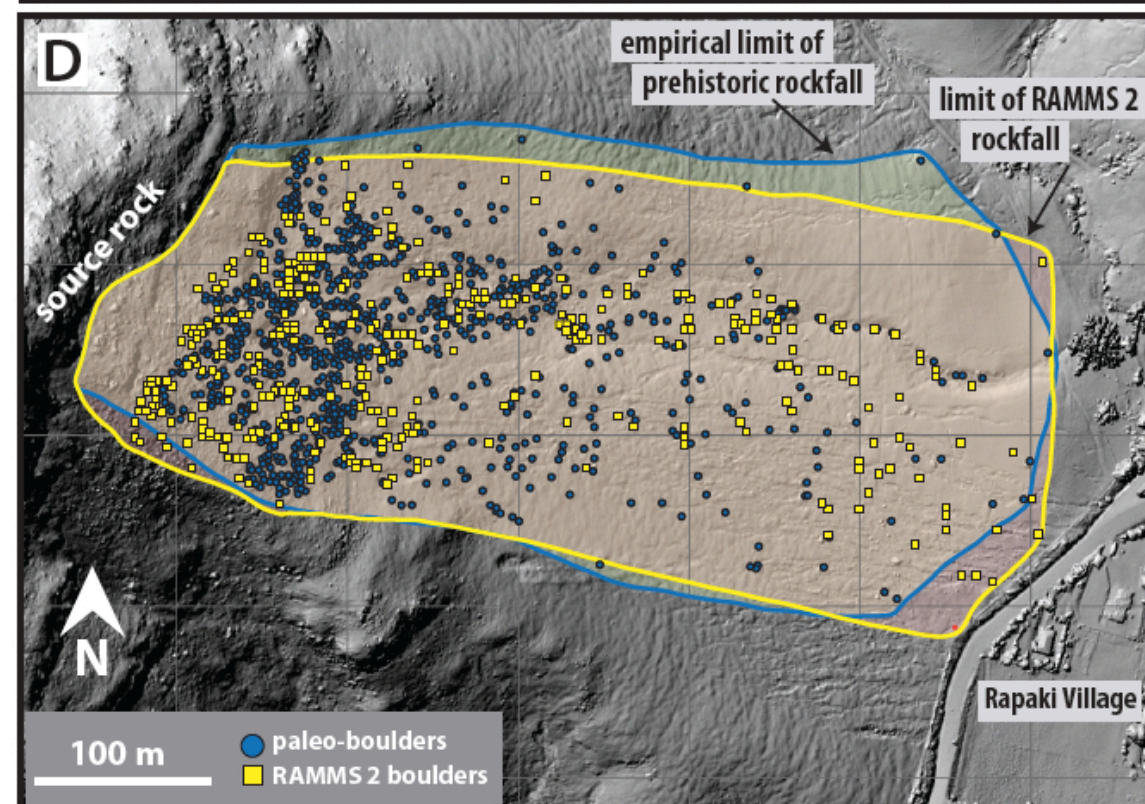 D
empirical limit of
prehistoric rockfall
limit of RAMMS 2
rockfall
source rock
N
Rapaki Village
100 m
paleo-boulders
RAMMS 2 boulders